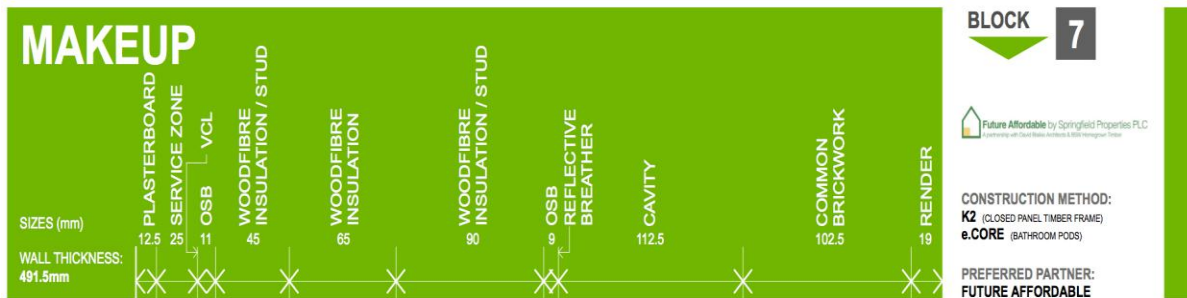 MAKEUP
SIZES (mm)
WALL THICKNESS:
491.5mm
PLASTERBOARD
12.5
SERVICE ZONE
25
VCL
OSB
11
WOODFIBRE
INSULATION / STUD
45
WOODFIBRE
INSULATION
65
WOODFIBRE
INSULATION / STUD
90
OSB
9
REFLECTIVE
BREATHER
CAVITY
112.5
COMMON
BRICKWORK
102.5
RENDER
19
BLOCK
7
Future Affordable by Springfield Properties PLC
CONSTRUCTION METHOD:
K2 (CLOSED PANEL TIMBER FRAME)
e.CORE (BATHROOM PODS)
PREFERRED PARTNER:
FUTURE AFFORDABLE